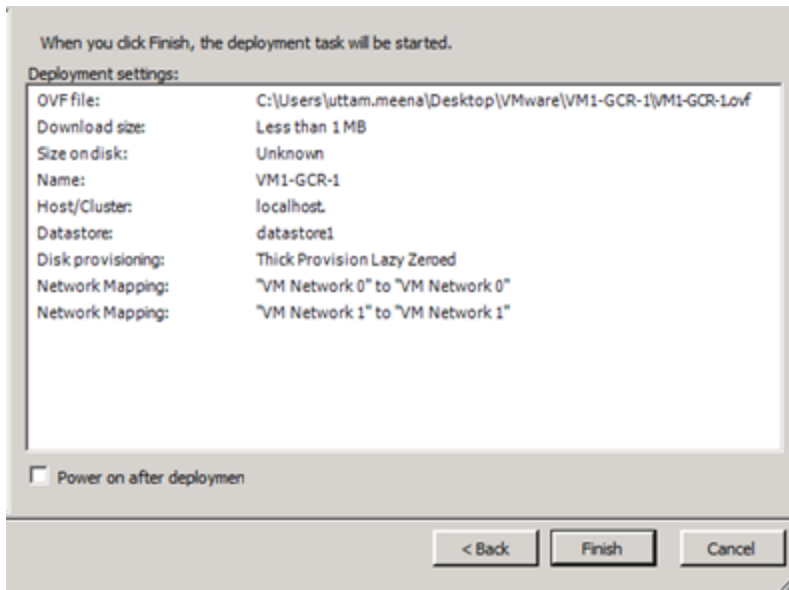 When you click Finish, the deployment task will be started.
Deployment settings:
OVF file: C:\Users\uttam.meena\Desktop\VMware\VM1-GCR-1\VM1-GCR-1.ovf
Download size: Less than 1 MB
Size on disk: Unknown
Name: VM1-GCR-1
Host/Cluster: localhost.
Datastore: datastore1
Disk provisioning: Thick Provision Lazy Zeroed
Network Mapping: "VM Network 0" to "VM Network 0"
Network Mapping: "VM Network 1" to "VM Network 1"
Power on after deploymen
< Back Finish Cancel